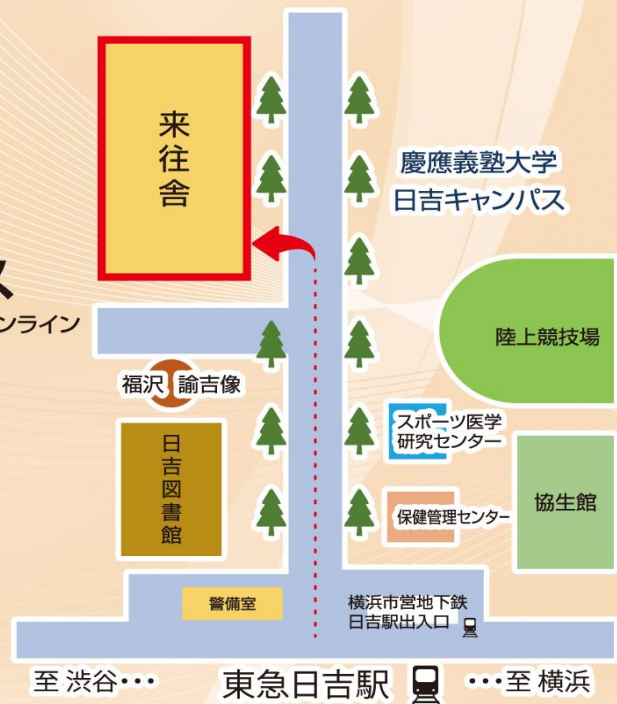 来往舎
慶應義塾大学
日吉キャンパス
ス
ンライン
陸上競技場
福沢 諭吉像
スポーツ医学
研究センター
日吉図書館
保健管理センター
協生館
警備室
横浜市営地下鉄
日吉駅出入口
至 渋谷・・・
東急日吉駅
・・・至 横浜